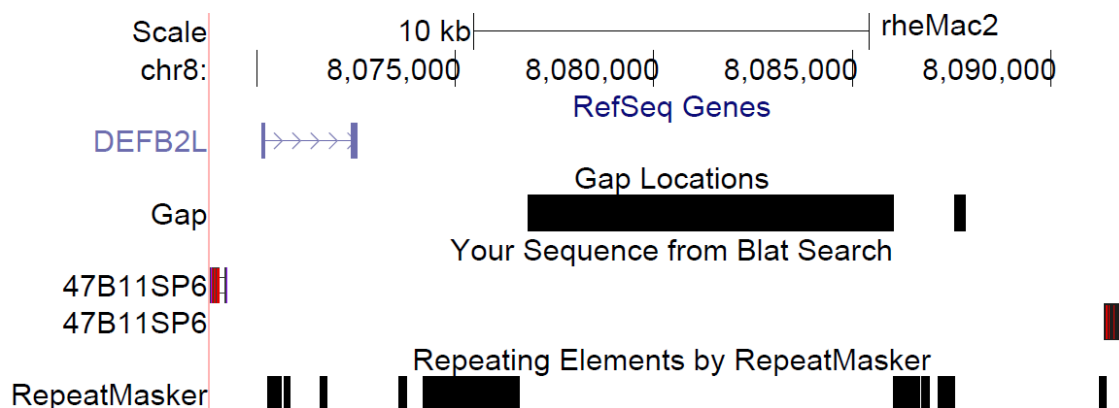 Scale 10 kb rheMac2
chr8: 8,075,000 8,080,000 8,085,000 8,090,000
RefSeq Genes
DEFB2L
Gap Locations
Gap
Your Sequence from Blat Search
47B11SP6
47B11SP6
Repeating Elements by RepeatMasker
RepeatMasker